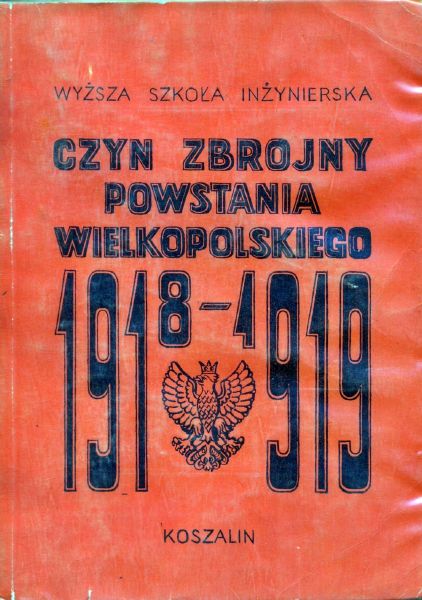 WYŻSZA SZKOŁA INŻYNIERSKA
CZYN ZBROJNY
POWSTANIA
WIELKOPOLSKIEGO
1918-1919
KOSZALIN